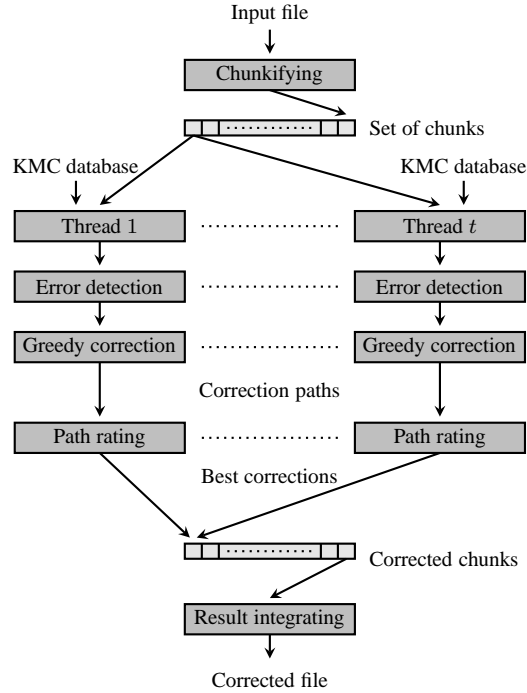 Input file
Chunkifying
Set of chunks
KMC database
KMC database
Thread 1
Thread t
Error detection
Error detection
Greedy correction
Greedy correction
Correction paths
Path rating
Path rating
Best corrections
Corrected chunks
Result integrating
Corrected file